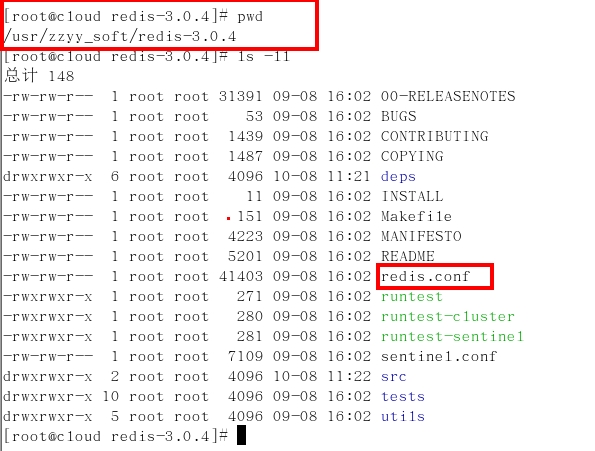 [root@cloud redis-3.0.4]# pwd
/usr/zzyy_soft/redis-3.0.4
[root@cloud redis-3.0.4]# ls -ll
总计 148
-rw-rw-r-- 1 root root 31391 09-08 16:02 00-RELEASENOTES
-rw-rw-r-- 1 root root 53 09-08 16:02 BUGS
-rw-rw-r-- 1 root root 1439 09-08 16:02 CONTRIBUTING
-rw-rw-r-- 1 root root 1487 09-08 16:02 COPYING
drwxrwxr-x 6 root root 4096 10-08 11:21 deps
-rw-rw-r-- 1 root root 11 09-08 16:02 INSTALL
-rw-rw-r-- 1 root root 151 09-08 16:02 Makefile
-rw-rw-r-- 1 root root 4223 09-08 16:02 MANIFESTO
-rw-rw-r-- 1 root root 5201 09-08 16:02 README
-rw-rw-r-- 1 root root 41403 09-08 16:02 redis.conf
-rwxrwxr-x 1 root root 271 09-08 16:02 runtest
-rwxrwxr-x 1 root root 280 09-08 16:02 runtest-cluster
-rwxrwxr-x 1 root root 281 09-08 16:02 runtest-sentinel
-rw-rw-r-- 1 root root 7109 09-08 16:02 sentinel.conf
drwxrwxr-x 2 root root 4096 10-08 11:22 src
drwxrwxr-x 10 root root 4096 09-08 16:02 tests
drwxrwxr-x 5 root root 4096 09-08 16:02 utils
[root@cloud redis-3.0.4]#